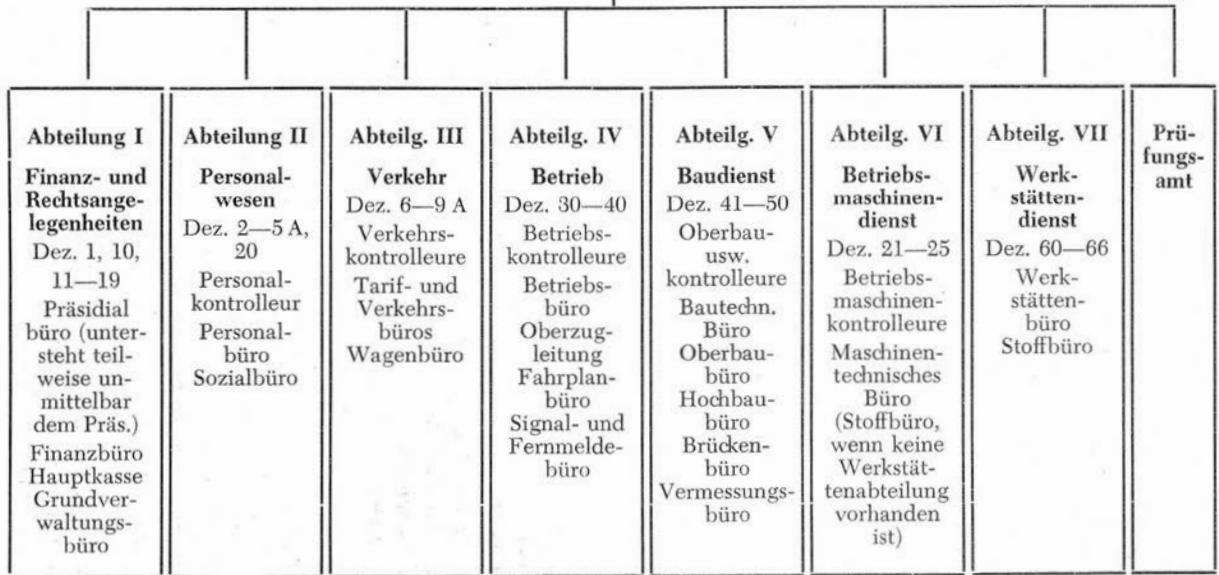 Abteilung I
Finanz- und
Rechtsange-
legenheiten
Dez. 1, 10,
11—19
Präsidial
büro (unter-
steht teil-
weise un-
mittelbar
dem Präs.)
Finanzbüro
Hauptkasse
Grundver-
waltungs-
büro
Abteilung II
Personal-
wesen
Dez. 2—5 A,
20
Personal-
kontrolleur
Personal-
büro
Sozialbüro
Abteilg. III
Verkehr
Dez. 6—9 A
Verkehrs-
kontrolleure
Tarif- und
Verkehrs-
büros
Wagenbüro
Abteilg. IV
Betrieb
Dez. 30—40
Betriebs-
kontrolleure
Betriebs-
büro
Oberzug-
leitung
Fahrplan-
büro
Signal- und
Fernmelde-
büro
Abteilg. V
Baudienst
Dez. 41—50
Oberbau-
usw.
kontrolleure
Bautechn.
Büro
Oberbau-
büro
Hochbau-
büro
Brücken-
büro
Vermessungs-
büro
Abteilg. VI
Betriebs-
maschinen-
dienst
Dez. 21—25
Betriebs-
maschinen-
kontrolleure
Maschinen-
technisches
Büro
(Stoffbüro,
wenn keine
Werkstät-
tenabteilung
vorhanden
ist)
Abteilg. VII
Werk-
stätten-
dienst
Dez. 60—66
Werk-
stätten-
büro
Stoffbüro
Prü-
fungs-
amt